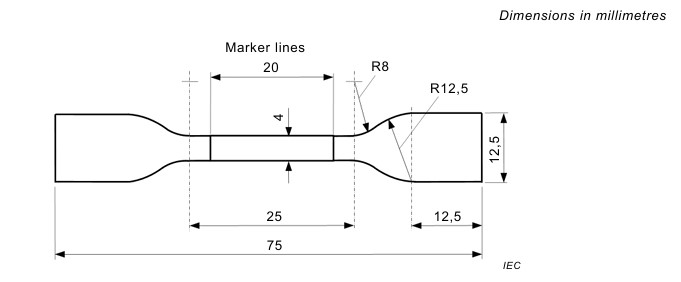 Dimensions in millimetres
Marker lines
20
R8
R12,5
4
12,5
25
12,5
75
IEC